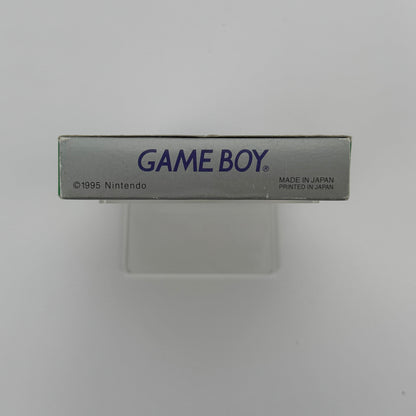 GAME BOY®
©1995 Nintendo
MADE IN JAPAN
PRINTED IN JAPAN